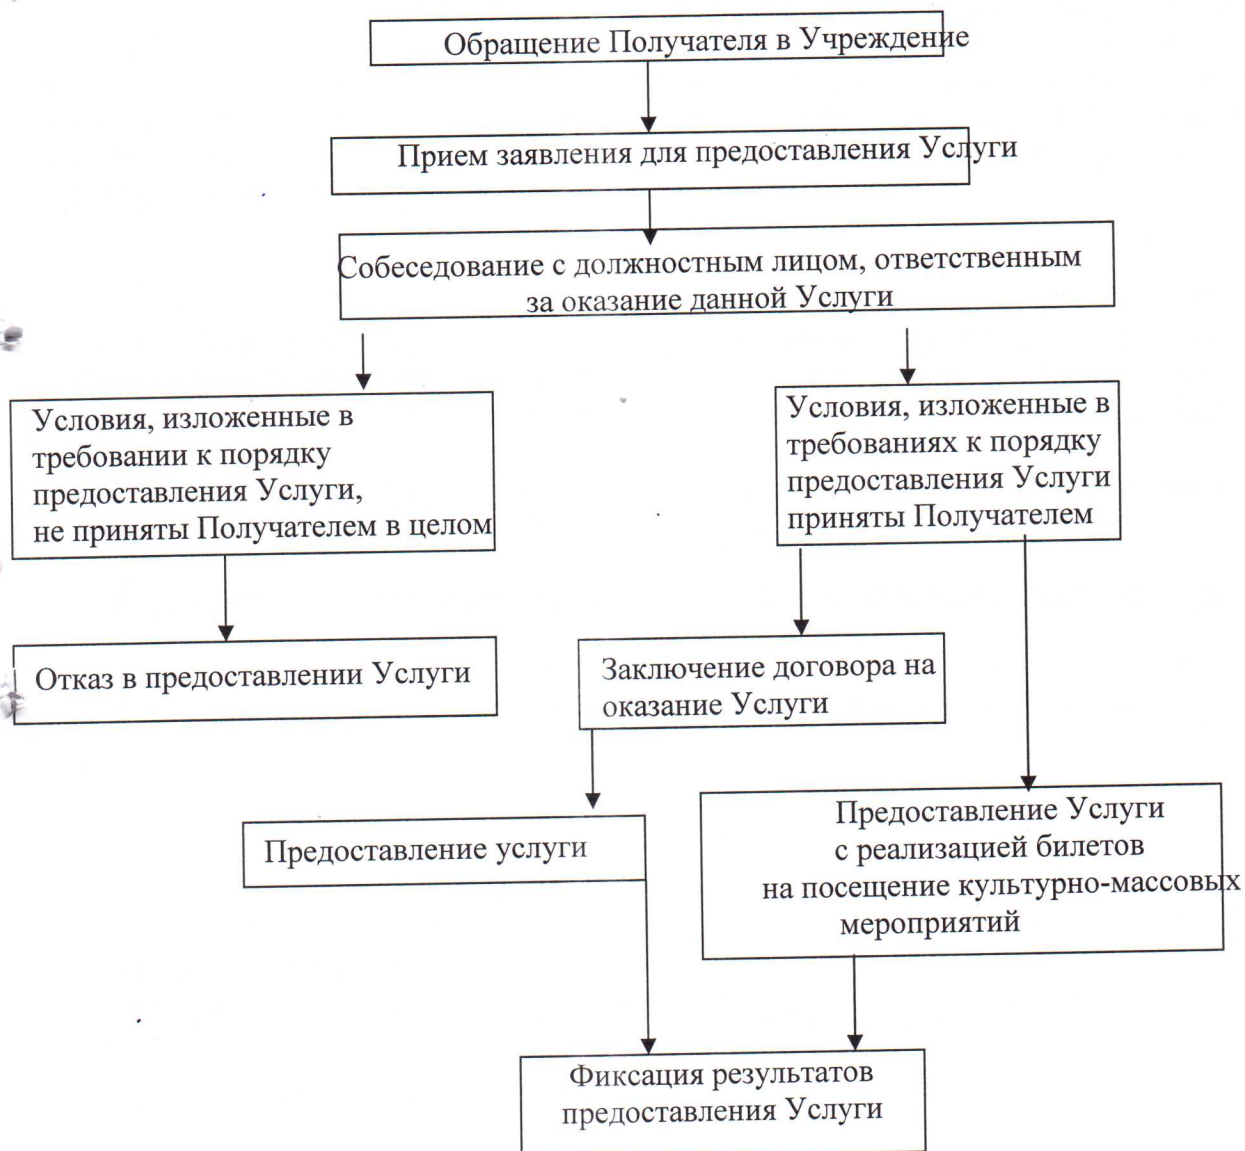 Обращение Получателя в Учреждение
Прием заявления для предоставления Услуги
Собеседование с должностным лицом, ответственным
за оказание данной Услуги
Условия, изложенные в
требовании к порядку
предоставления Услуги,
не приняты Получателем в целом
Условия, изложенные в
требованиях к порядку
предоставления Услуги
приняты Получателем
Отказ в предоставлении Услуги
Заключение договора на
оказание Услуги
Предоставление услуги
Предоставление Услуги
с реализацией билетов
на посещение культурно-массовых
мероприятий
Фиксация результатов
предоставления Услуги